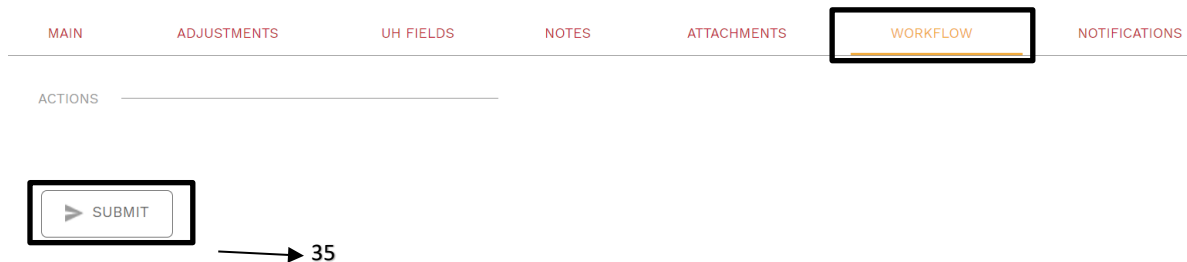 MAIN ADJUSTMENTS UH FIELDS NOTES ATTACHMENTS WORKFLOW NOTIFICATIONS
ACTIONS
SUBMIT
35